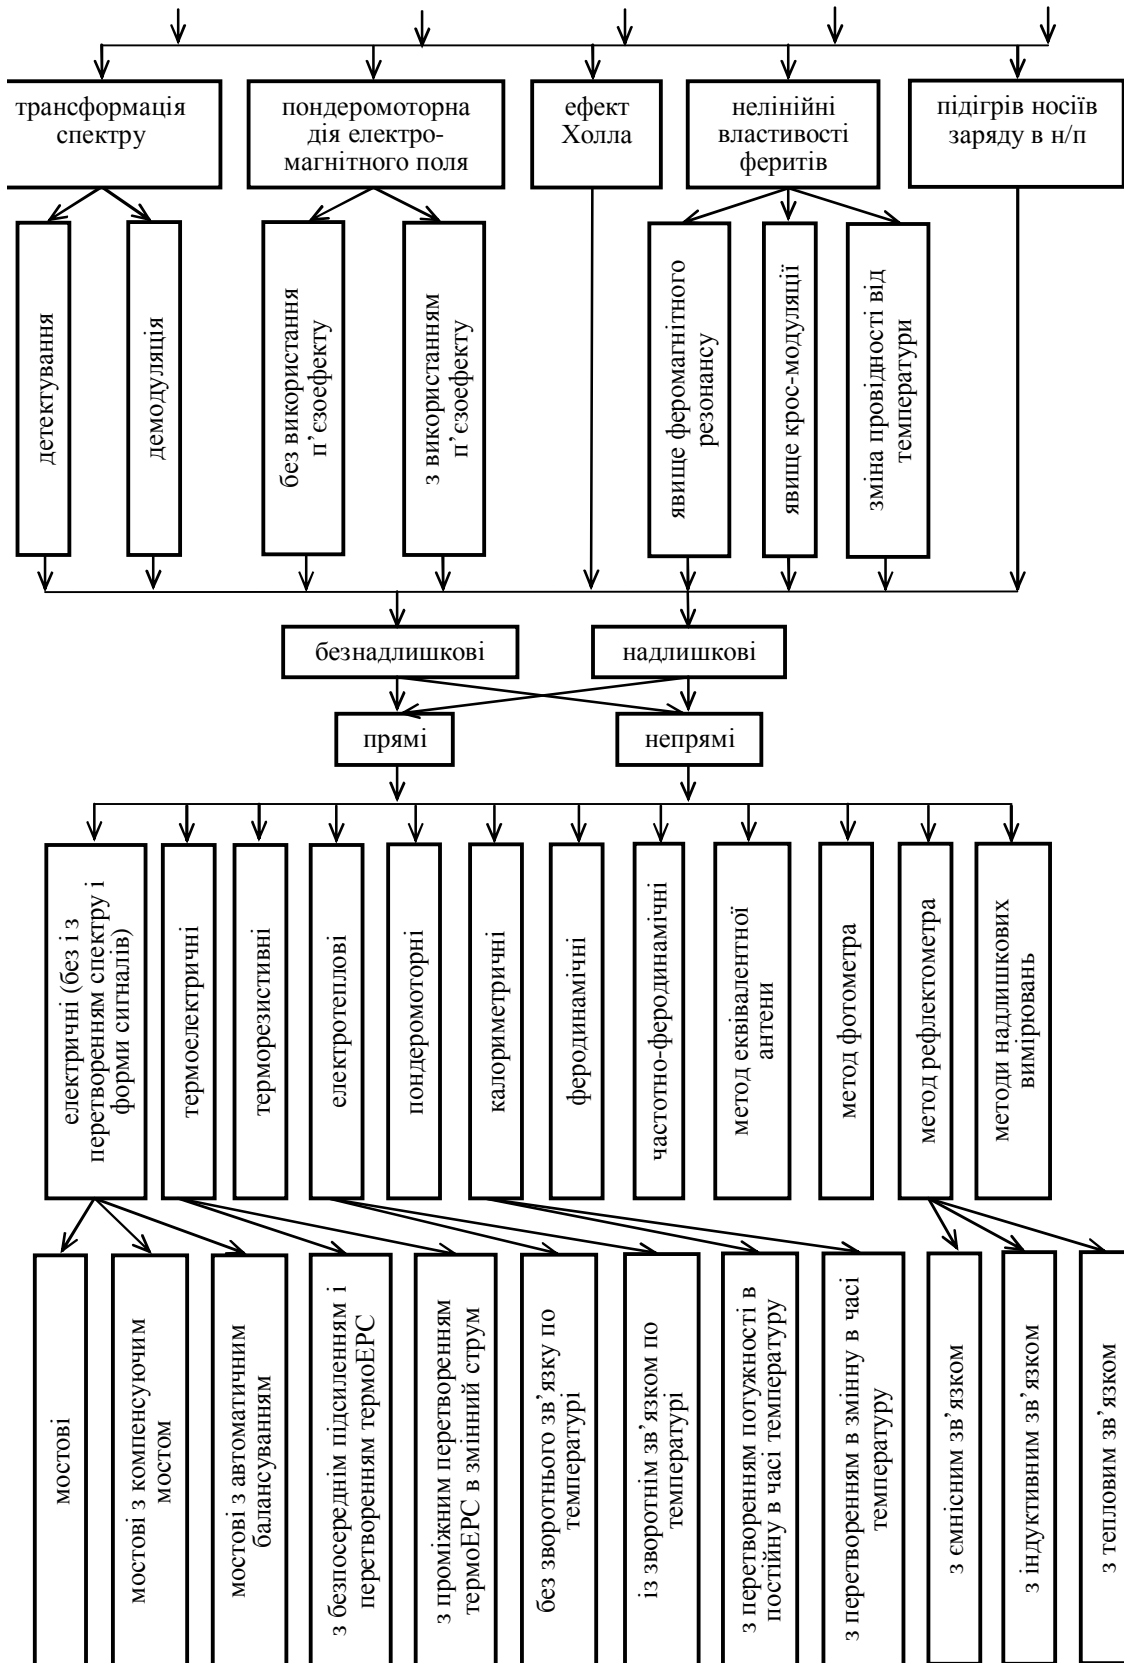 трансформація
спектру
пондеромоторна
дія електро-
магнітного поля
ефект
Холла
нелінійні
властивості
феритів
підігрів носіїв
заряду в н/п
детектування
демодуляція
без використання
п’єзоефекту
з використанням
п’єзоефекту
явище феромагнітного
резонансу
явище крос-модуляції
зміна провідності від
температури
безнадлишкові
надлишкові
прямі
непрямі
електричні (без і з
перетворенням спектру і
форми сигналів)
термоелектричні
терморезистивні
електротеплові
пондеромоторні
калориметричні
феродинамічні
частотно-феродинамічні
метод еквівалентної
антени
метод фотометра
метод рефлектометра
методи надлишкових
вимірювань
мостові
мостові з компенсуючим
мостом
мостові з автоматичним
балансуванням
з безпосереднім підсиленням і
перетворенням термоЕРС
з проміжним перетворенням
термоЕРС в змінний струм
без зворотнього зв’язку по
температурі
із зворотнім зв’язком по
температурі
з перетворенням потужності в
постійну в часі температуру
з перетворенням в змінну в часі
температуру
з ємнісним зв’язком
з індуктивним зв’язком
з тепловим зв’язком